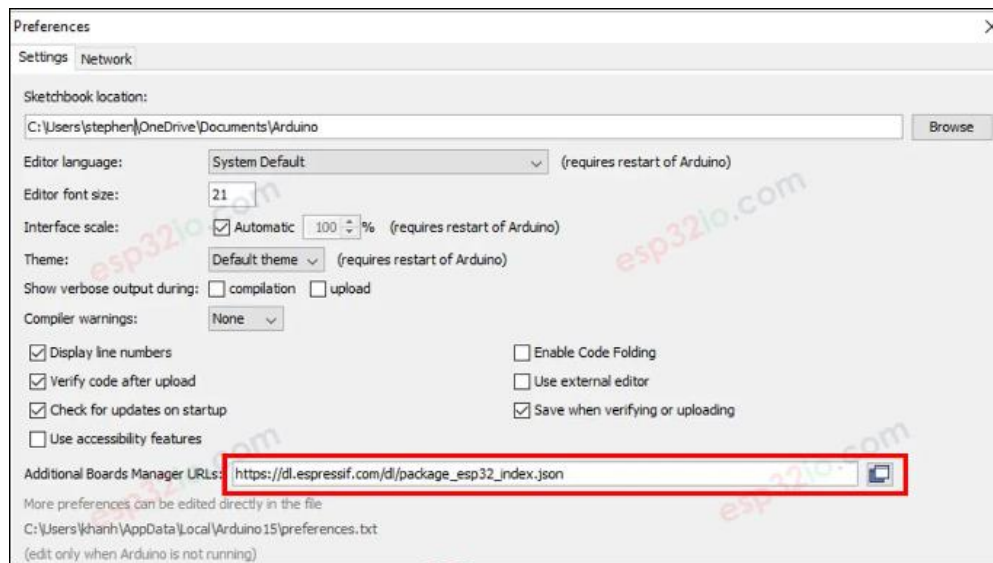 Preferences
Settings Network
Sketchbook location:
C:\Users\stephen\OneDrive\Documents\Arduino Browse
Editor language: System Default (requires restart of Arduino)
Editor font size: 21
Interface scale: Automatic 100 % (requires restart of Arduino)
Theme: Default theme (requires restart of Arduino)
Show verbose output during: compilation upload
Compiler warnings: None
Display line numbers Enable Code Folding
Verify code after upload Use external editor
Check for updates on startup Save when verifying or uploading
Use accessibility features
Additional Boards Manager URLs: https://dl.espressif.com/dl/package_esp32_index.json
More preferences can be edited directly in the file
C:\Users\khanh\AppData\Local\Arduino15\preferences.txt
(edit only when Arduino is not running)
esp32io.com
esp32io.com
esp32io.com
esp32io.com